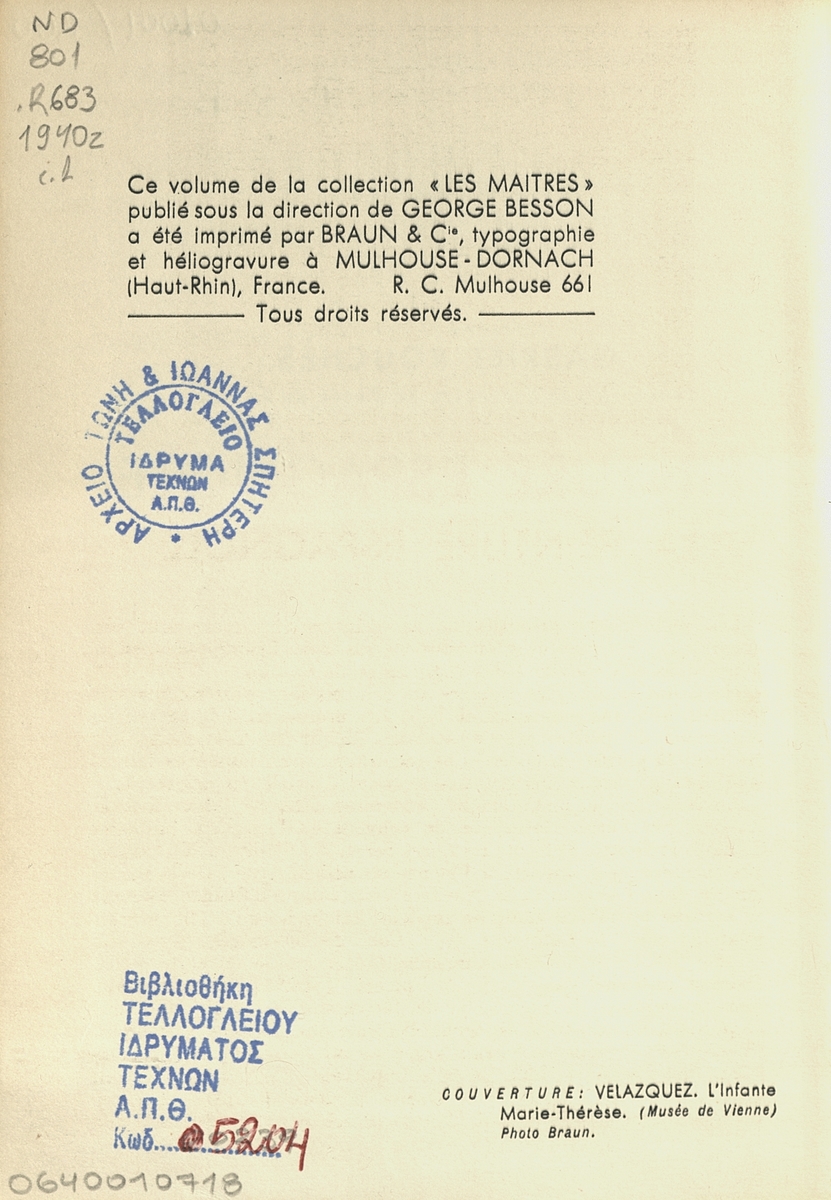 ND
801
.R683
1940z
c.1
Ce volume de la collection « LES MAITRES »
publié sous la direction de GEORGE BESSON
a été imprimé par BRAUN & Cie, typographie
et héliogravure à MULHOUSE - DORNACH
(Haut-Rhin), France. R. C. Mulhouse 661
Tous droits réservés.
ΑΡΧΕΙΟ ΤΩΝΗ & ΙΩΑΝΝΑΣ ΣΠΗΤΕΡΗ *
ΤΕΛΛΟΓΛΕΙΟ
ΙΔΡΥΜΑ
ΤΕΧΝΩΝ
Α.Π.Θ.
Βιβλιοθήκη
ΤΕΛΛΟΓΛΕΙΟΥ
ΙΔΡΥΜΑΤΟΣ
ΤΕΧΝΩΝ
Α.Π.Θ.
Κωδ. 5204
0640010718
COUVERTURE: VELAZQUEZ. L'Infante
Marie-Thérèse. (Musée de Vienne)
Photo Braun.